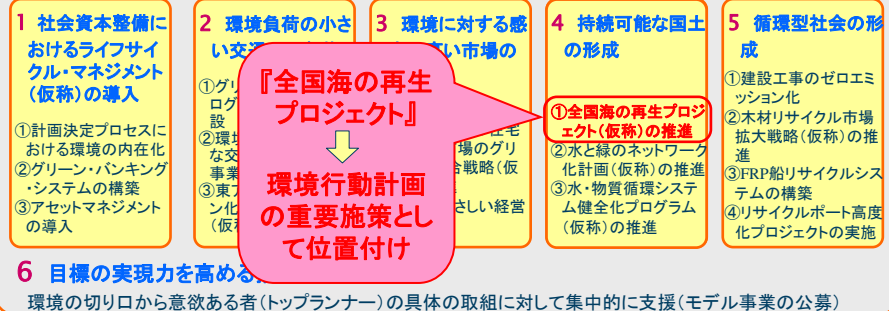 1 社会資本整備に
おけるライフサイ
クル・マネジメント
(仮称)の導入
①計画決定プロセスに
おける環境の内在化
②グリーン・バンキング
・システムの構築
③アセットマネジメント
の導入
2 環境負荷の小さ
い交
①グリ
ログ
設
②環境
な交
事業
③東ア
ン化
(仮
3 環境に対する感
い市場の
場のグリ
戦略(仮
さしい経営
『全国海の再生
プロジェクト』
環境行動計画
の重要施策とし
て位置付け
4 持続可能な国土
の形成
①全国海の再生プロジ
ェクト(仮称)の推進
②水と緑のネットワーク
化計画(仮称)の推進
③水・物質循環システ
ム健全化プログラム
(仮称)の推進
5 循環型社会の形
成
①建設工事のゼロエミ
ッション化
②木材リサイクル市場
拡大戦略(仮称)の推
進
③FRP船リサイクルシス
テムの構築
④リサイクルポート高度
化プロジェクトの実施
6 目標の実現力を高める
環境の切り口から意欲ある者(トップランナー)の具体の取組に対して集中的に支援(モデル事業の公募)